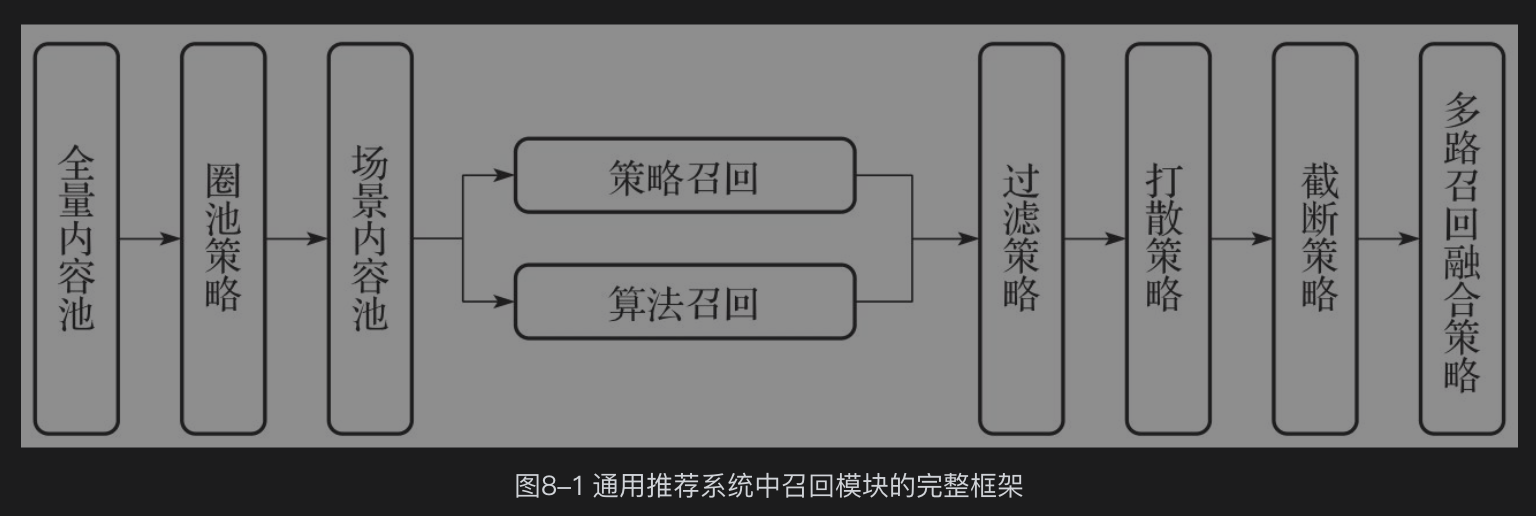 全量内容池
圈池策略
场景内容池
策略召回
算法召回
过滤策略
打散策略
截断策略
多路召回融合策略
图8–1 通用推荐系统中召回模块的完整框架